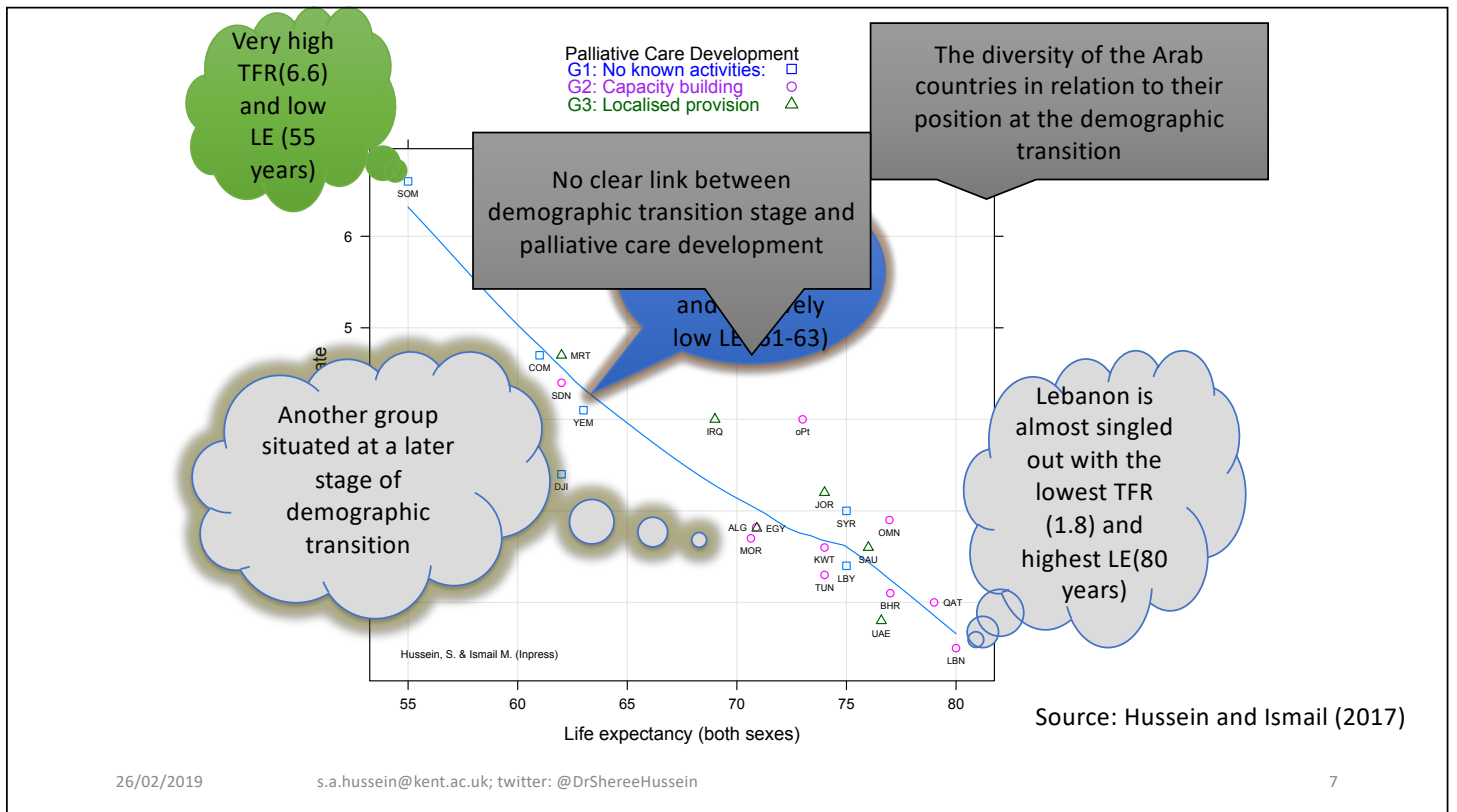 Very high
TFR(6.6)
and low
LE (55
years)
Palliative Care Development
G1: No known activities:
G2: Capacity building
G3: Localised provision
The diversity of the Arab
countries in relation to their
position at the demographic
transition
No clear link between
demographic transition stage and
palliative care development
and
low LE
1-63)
SOM
6
5
COM
MRT
SDN
YEM
DJI
IRQ
oPt
JOR
SYR
OMN
ALG
EGY
MOR
KWT
SAU
TUN
LBY
BHR
QAT
UAE
LBN
Another group
situated at a later
stage of
demographic
transition
Lebanon is
almost singled
out with the
lowest TFR
(1.8) and
highest LE(80
years)
Hussein, S. & Ismail M. (Inpress)
55
60
65
70
75
80
Life expectancy (both sexes)
Source: Hussein and Ismail (2017)
26/02/2019
s.a.hussein@kent.ac.uk; twitter: @DrShereeHussein
7